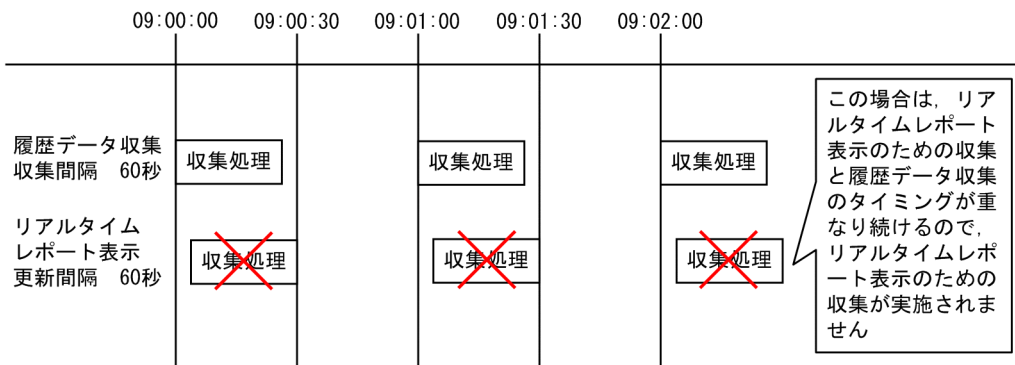 09:00:00 09:00:30 09:01:00 09:01:30 09:02:00
履歴データ収集
収集間隔 60秒
収集処理 収集処理 収集処理
リアルタイム
レポート表示
更新間隔 60秒
収集処理 収集処理 収集処理
この場合は，リア
ルタイムレポート
表示のための収集
と履歴データ収集
のタイミングが重
なり続けるので，
リアルタイムレポ
ート表示のための
収集が実施されま
せん